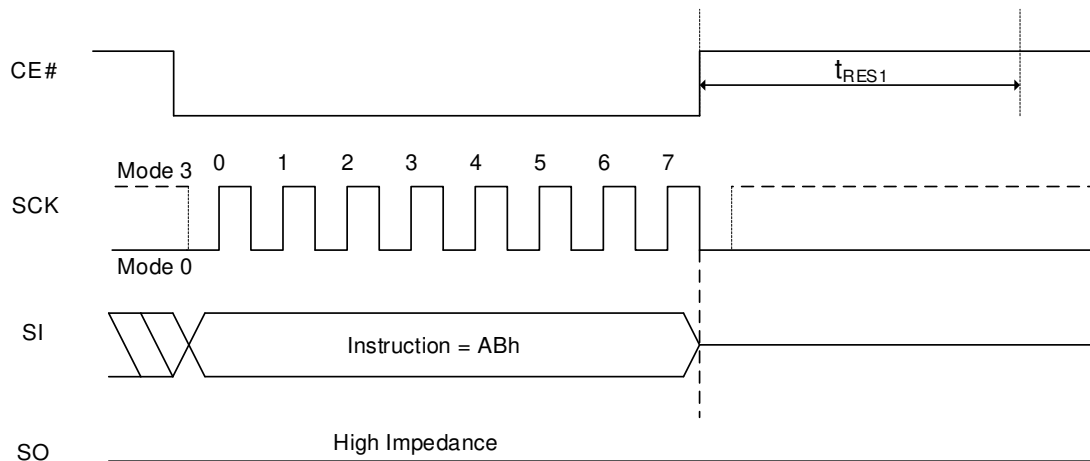 CE#
tRES1
Mode 3
0 1 2 3 4 5 6 7
SCK
Mode 0
SI
Instruction = ABh
High Impedance
SO